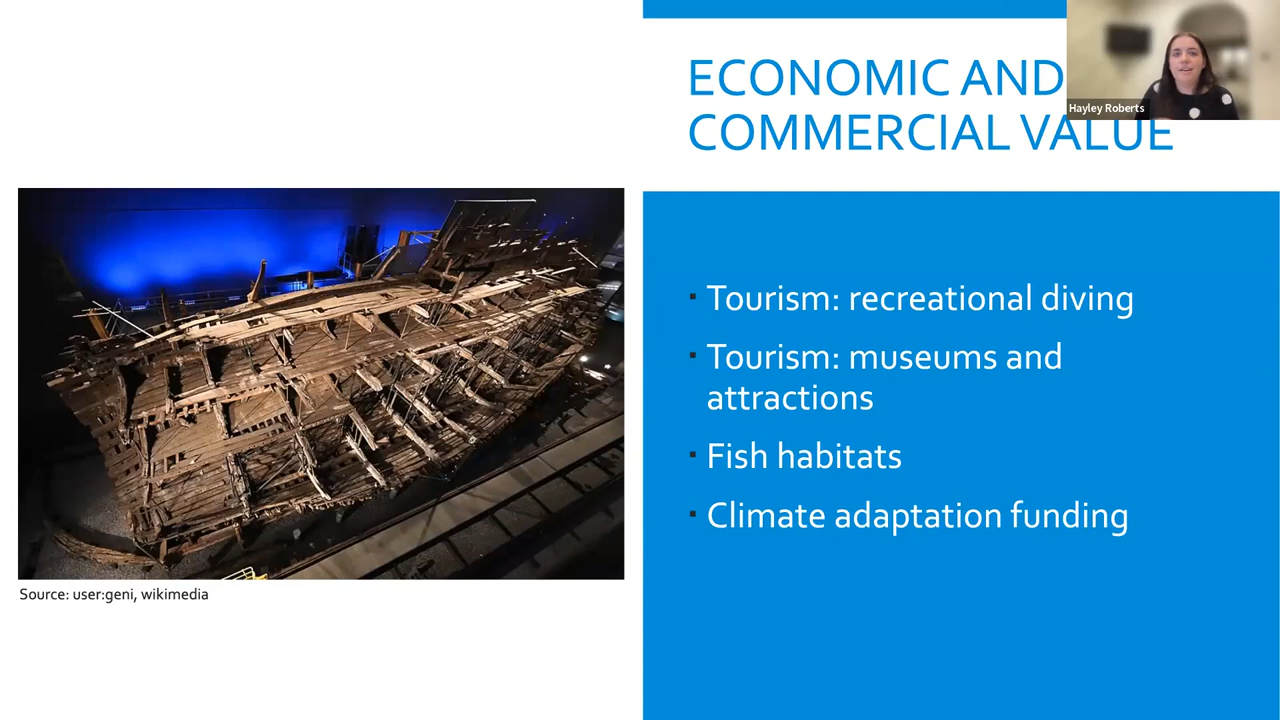 ECONOMIC AND
COMMERCIAL VALUE
Hayley Roberts
▪ Tourism: recreational diving
▪ Tourism: museums and
attractions
▪ Fish habitats
▪ Climate adaptation funding
Source: user:geni, wikimedia